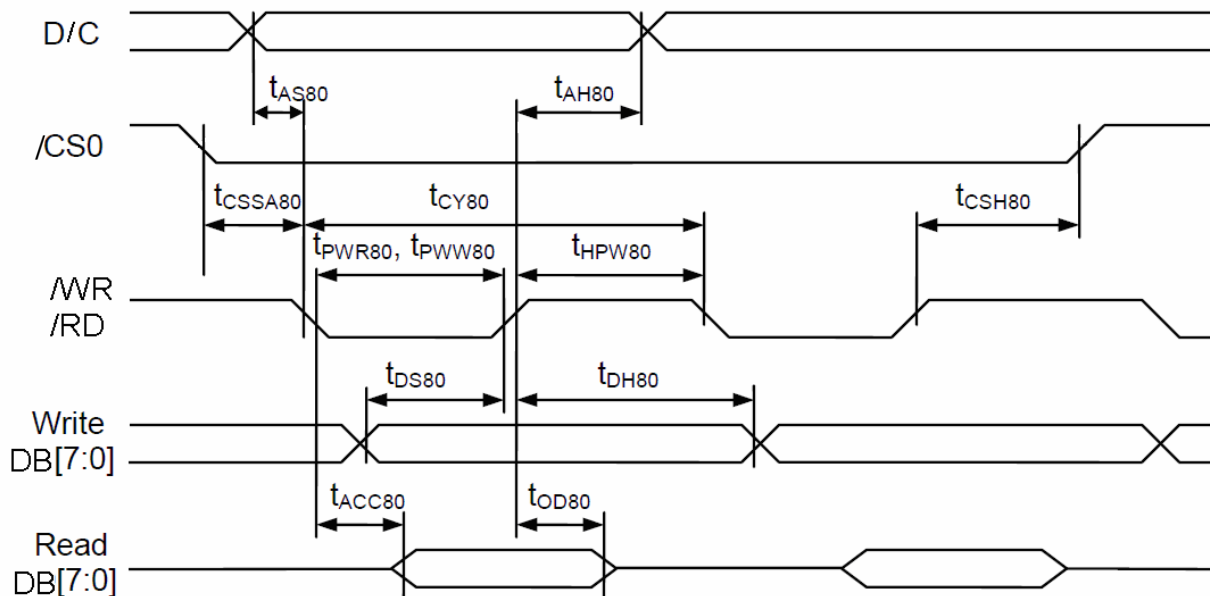 D/C
tAS80 tAH80
/CS0
tCSSA80 tCY80 tCSH80
tPWR80, tPWW80 tHPW80
/WR
/RD
tDS80 tDH80
Write
DB[7:0]
tACC80 tOD80
Read
DB[7:0]